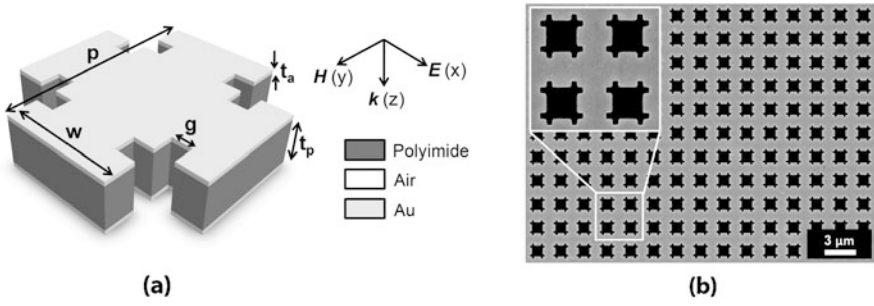 p
w
g
t_a
t_p
H (y)
E (x)
k (z)
Polyimide
Air
Au
3 µm
(a)
(b)